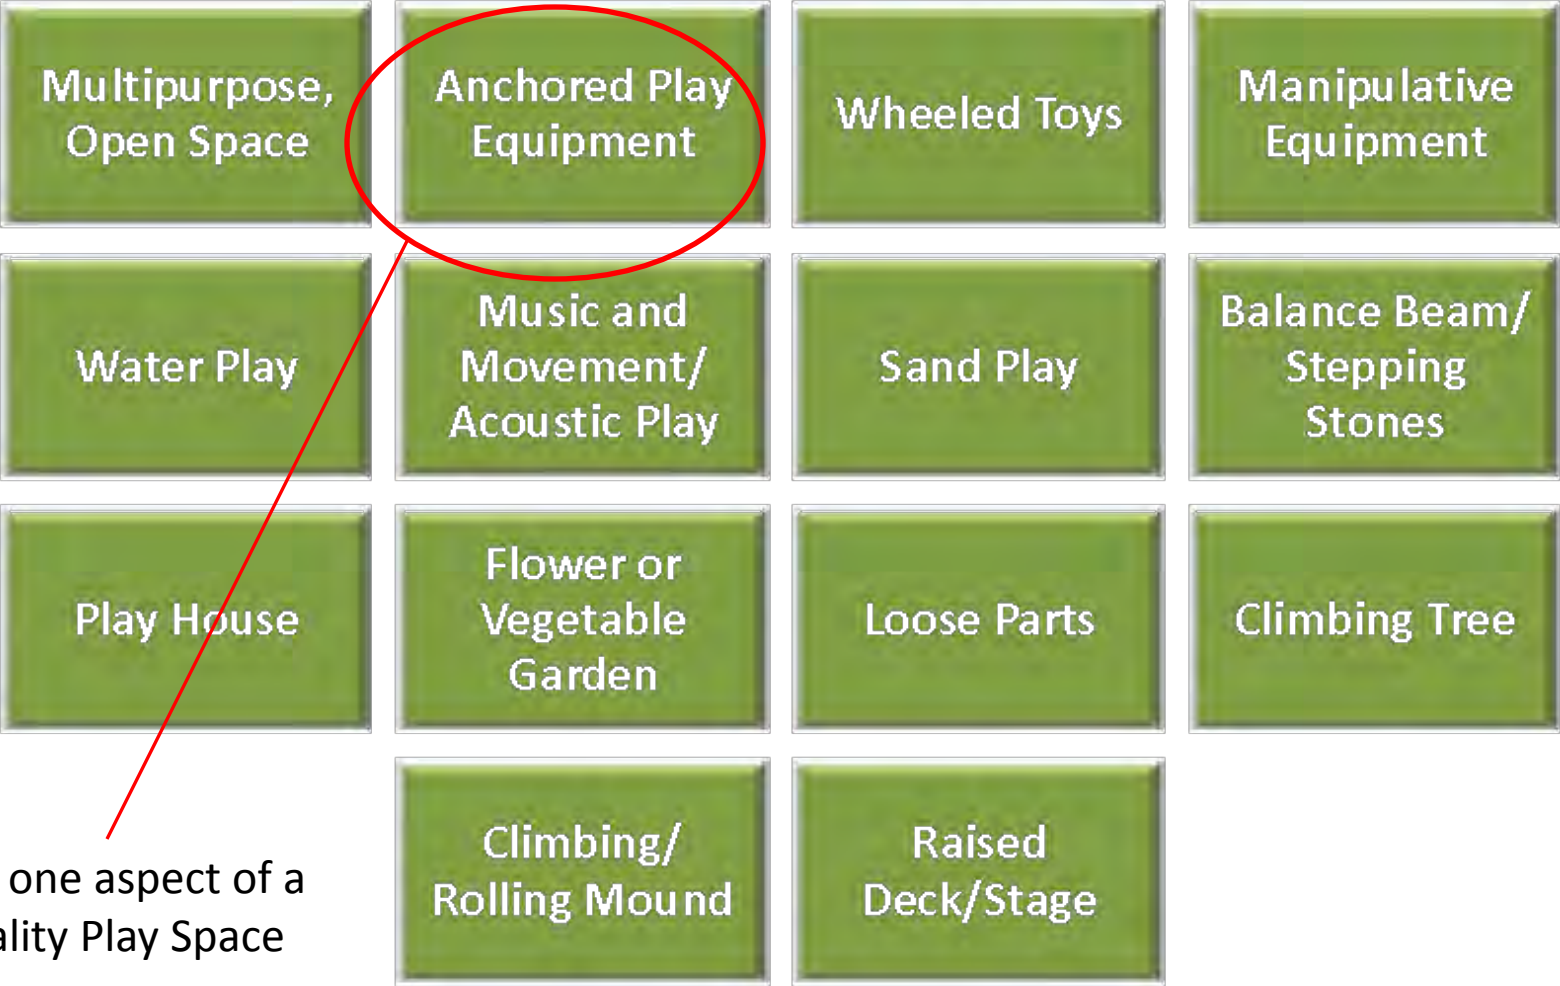 Multipurpose,
Open Space
Anchored Play
Equipment
Wheeled Toys
Manipulative
Equipment
Water Play
Music and
Movement/
Acoustic Play
Sand Play
Balance Beam/
Stepping
Stones
Play House
Flower or
Vegetable
Garden
Loose Parts
Climbing Tree
Climbing/
Rolling Mound
Raised
Deck/Stage
one aspect of a
Play Space